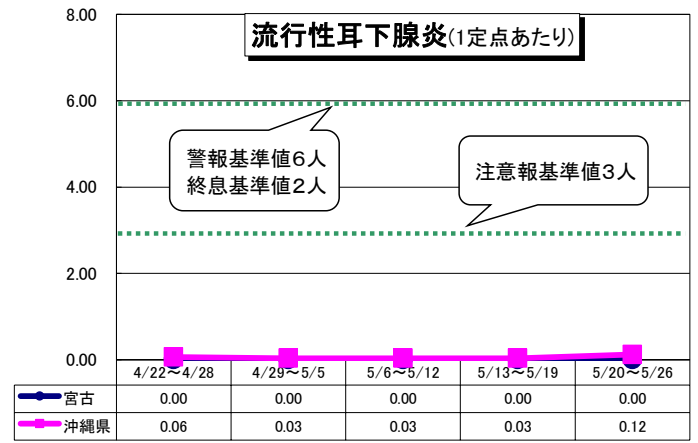 流行性耳下腺炎(1定点あたり)
8.00
6.00
4.00
2.00
0.00
警報基準値6人
終息基準値2人
注意報基準値3人
4/22～4/28 4/29～5/5 5/6～5/12 5/13～5/19 5/20～5/26
宮古 0.00 0.00 0.00 0.00 0.00
沖縄県 0.06 0.03 0.03 0.03 0.12